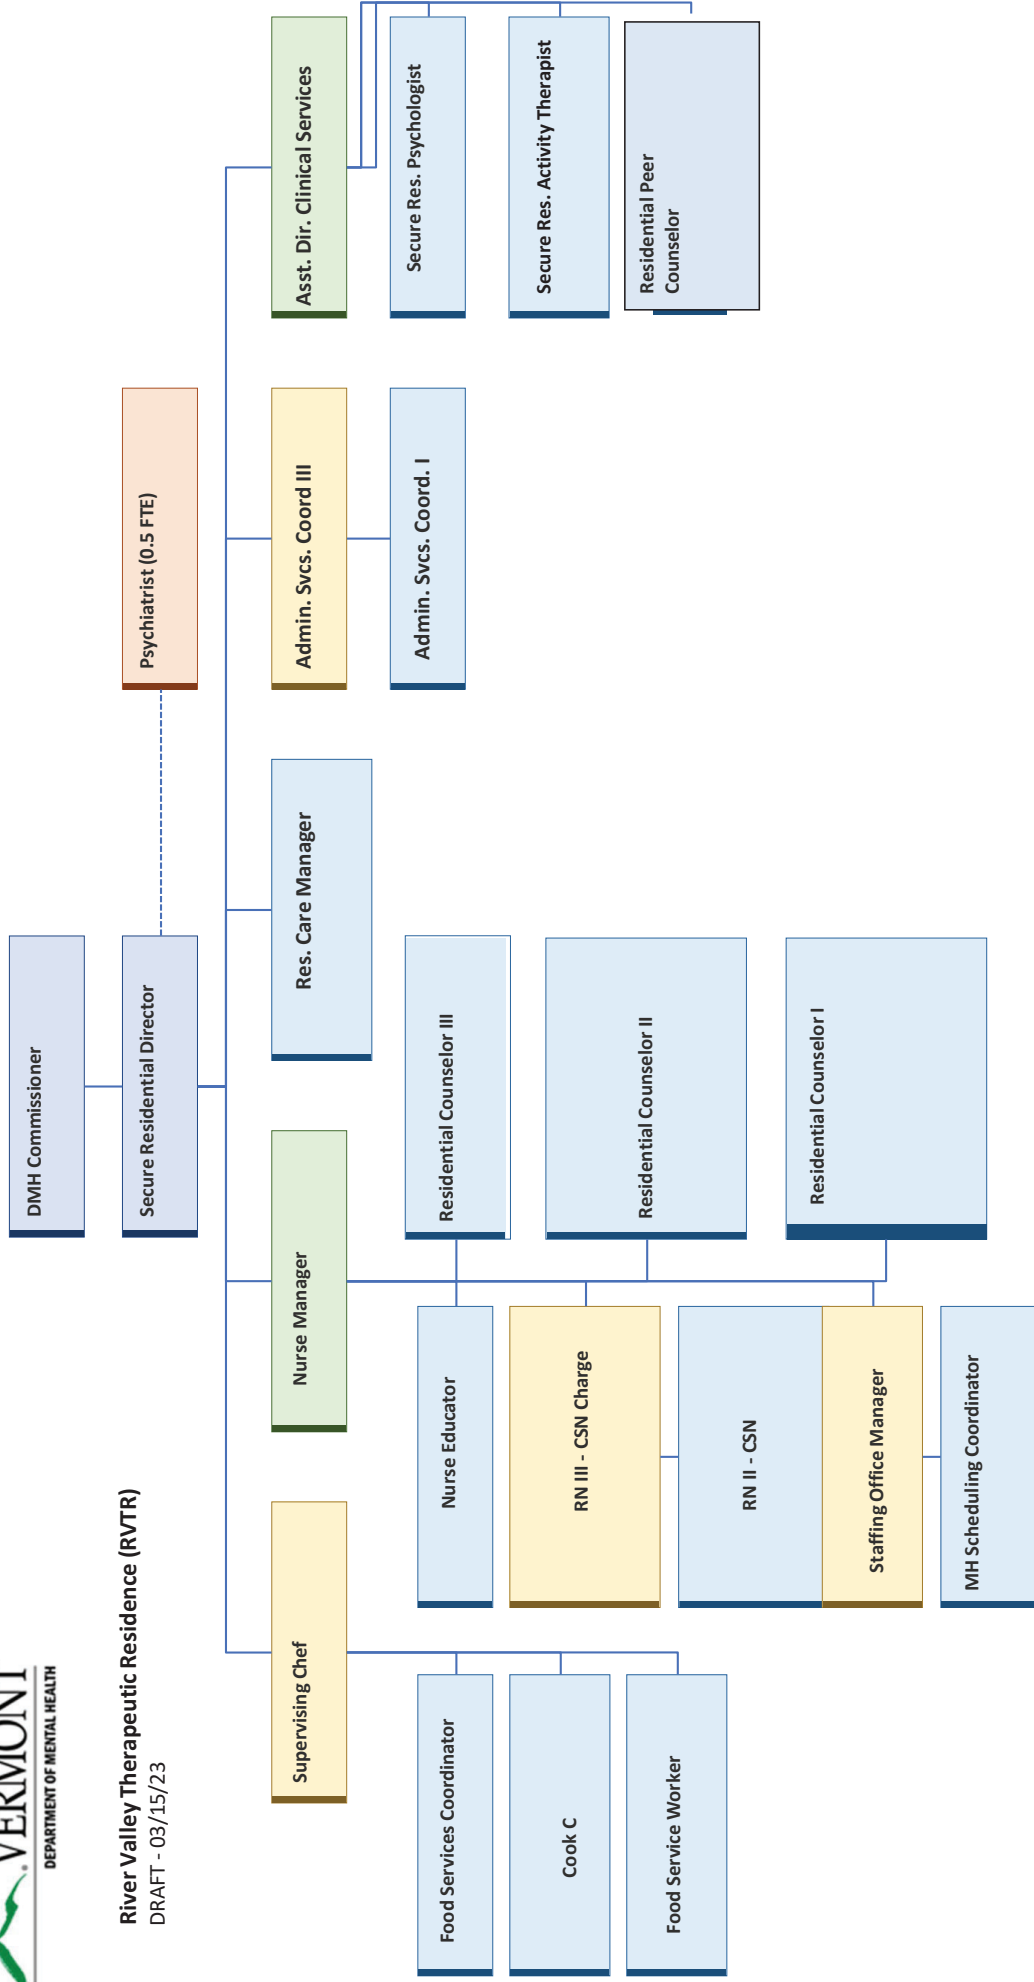 VERMONT
DEPARTMENT OF MENTAL HEALTH
River Valley Therapeutic Residence (RVTR)
DRAFT - 03/15/23
DMH Commissioner
Secure Residential Director
Psychiatrist (0.5 FTE)
Supervising Chef
Nurse Manager
Res. Care Manager
Admin. Svcs. Coord III
Asst. Dir. Clinical Services
Food Services Coordinator
Cook C
Food Service Worker
Nurse Educator
RN III - CSN Charge
RN II - CSN
Staffing Office Manager
MH Scheduling Coordinator
Residential Counselor III
Residential Counselor II
Residential Counselor I
Admin. Svcs. Coord. I
Secure Res. Psychologist
Secure Res. Activity Therapist
Residential Peer
Counselor